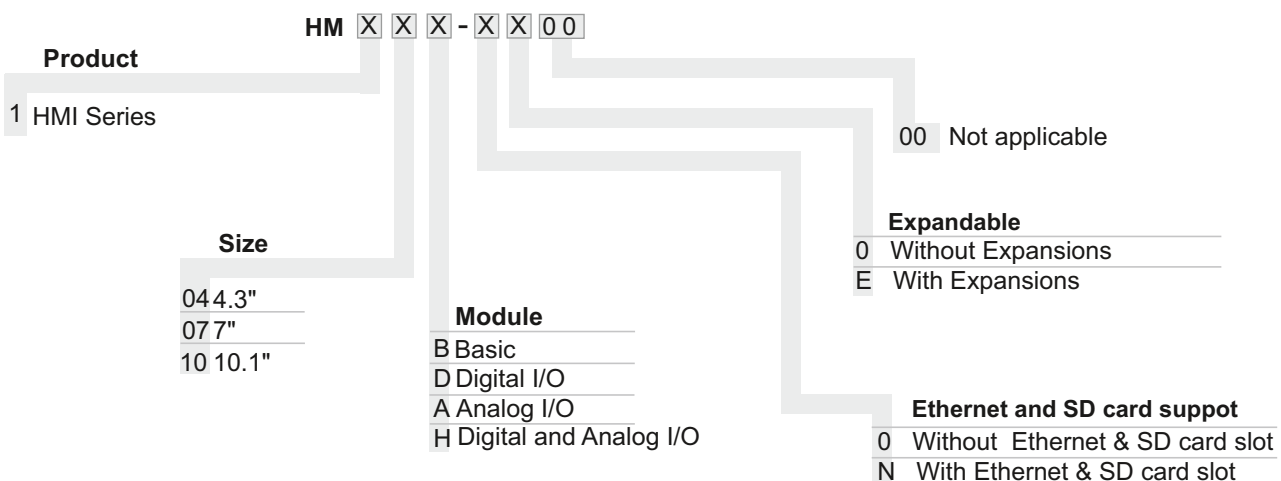 HM X X X - X X 0 0
Product
1 HMI Series
00 Not applicable
Expandable
0 Without Expansions
E With Expansions
Size
04 4.3"
07 7"
10 10.1"
Module
B Basic
D Digital I/O
A Analog I/O
H Digital and Analog I/O
Ethernet and SD card suppot
0 Without Ethernet & SD card slot
N With Ethernet & SD card slot